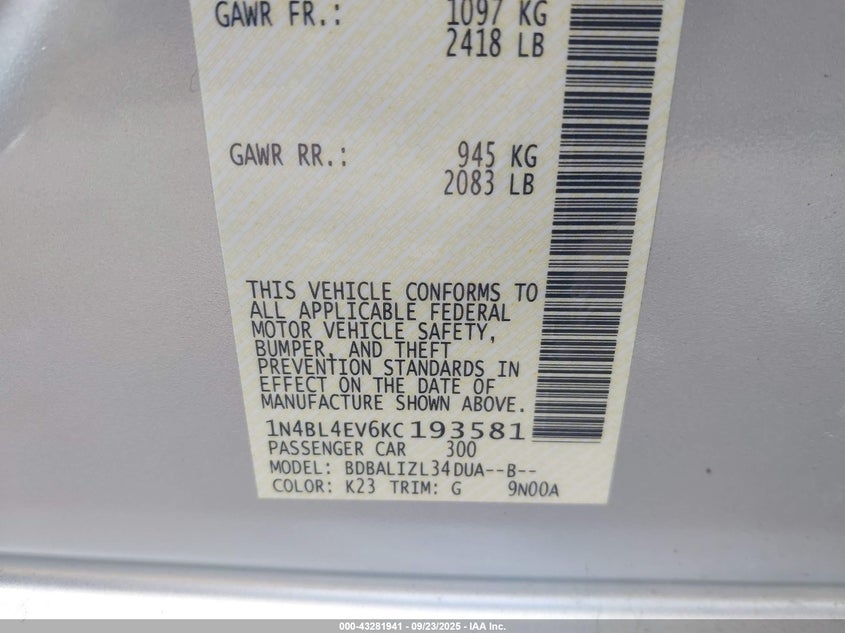 GAWR FR.: 1097 KG
2418 LB
GAWR RR.: 945 KG
2083 LB
THIS VEHICLE CONFORMS TO
ALL APPLICABLE FEDERAL
MOTOR VEHICLE SAFETY,
BUMPER, AND THEFT
PREVENTION STANDARDS IN
EFFECT ON THE DATE OF
MANUFACTURE SHOWN ABOVE.
1N4BL4EV6KC193581
PASSENGER CAR 300
MODEL: BDBALIZL34DUA--B--
COLOR: K23 TRIM: G 9N00A
000-43281941 - 09/23/2025 - IAA Inc.